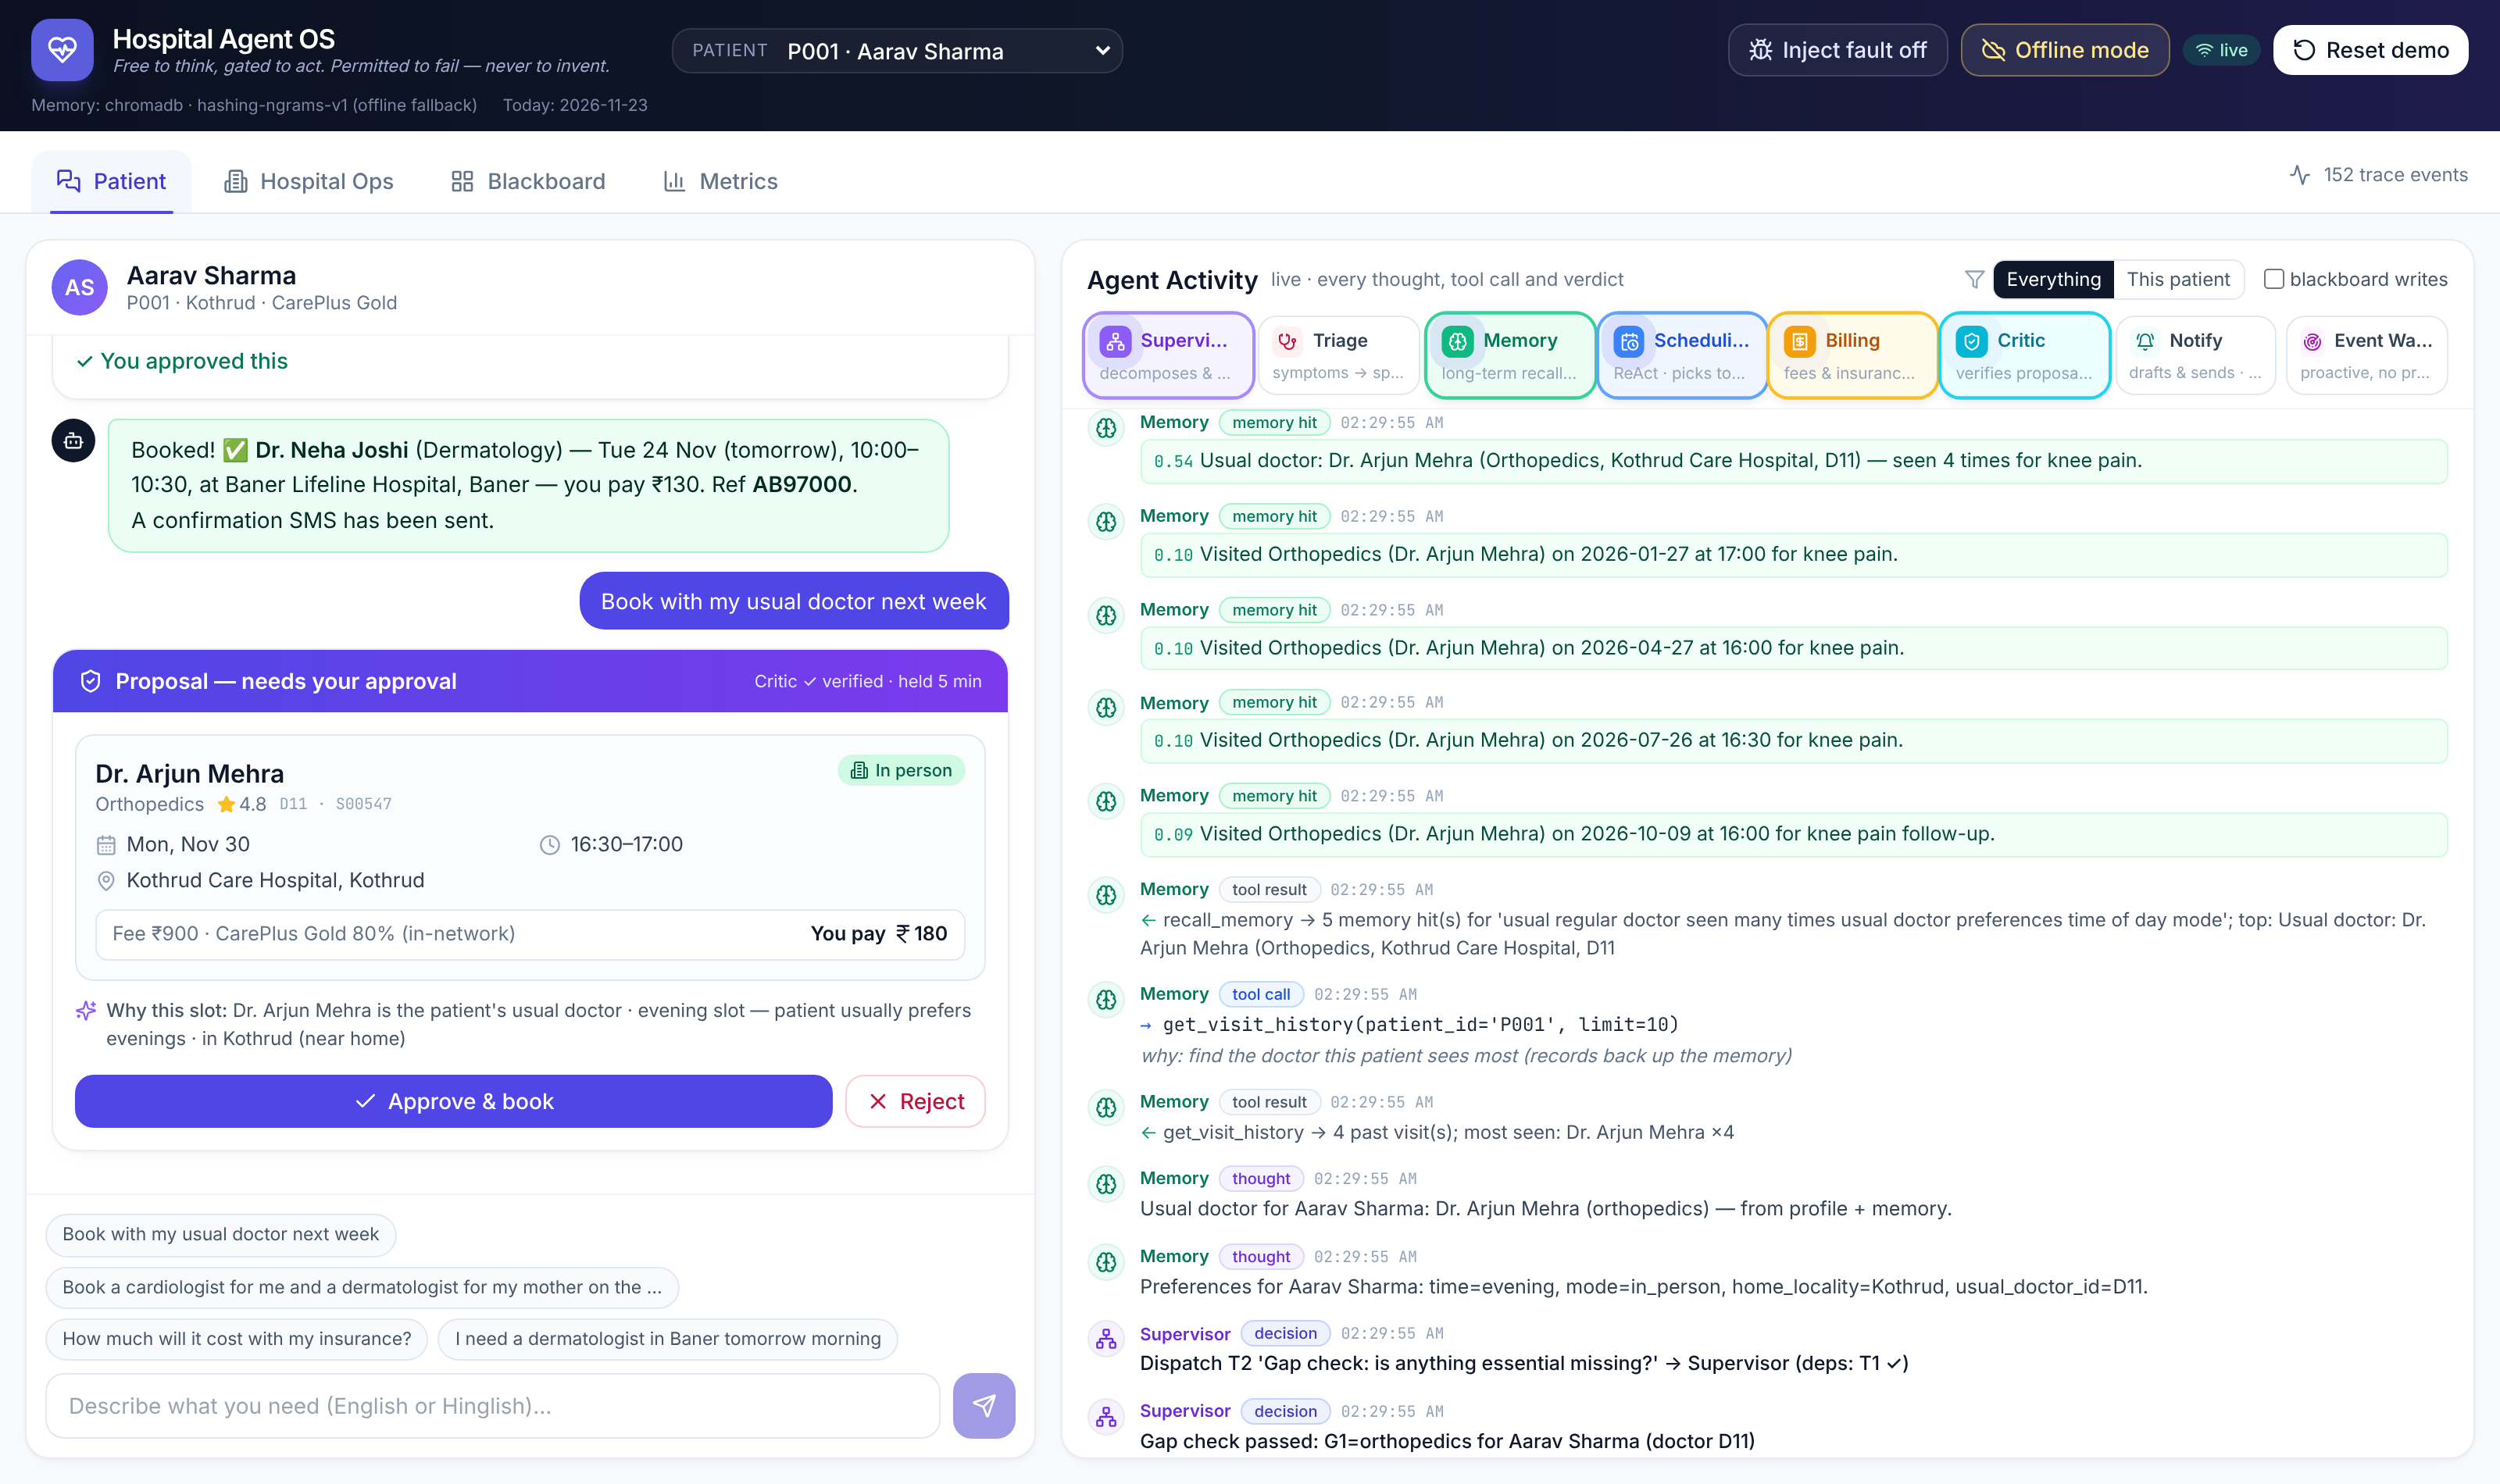 Hospital Agent OS
Free to think, gated to act. Permitted to fail — never to invent.
Memory: chromadb · hashing-ngrams-v1 (offline fallback) Today: 2026-11-23
PATIENT P001 · Aarav Sharma
Inject fault off
Offline mode
live
Reset demo
Patient
Hospital Ops
Blackboard
Metrics
152 trace events
AS
Aarav Sharma
P001 · Kothrud · CarePlus Gold
✓ You approved this
Booked! ✅ Dr. Neha Joshi (Dermatology) — Tue 24 Nov (tomorrow), 10:00–
10:30, at Baner Lifeline Hospital, Baner — you pay ₹130. Ref AB97000.
A confirmation SMS has been sent.
Book with my usual doctor next week
Proposal — needs your approval
Critic ✓ verified · held 5 min
Dr. Arjun Mehra
In person
Orthopedics ⭐ 4.8 D11 · S00547
Mon, Nov 30
16:30–17:00
Kothrud Care Hospital, Kothrud
Fee ₹900 · CarePlus Gold 80% (in-network)
You pay ₹180
Why this slot: Dr. Arjun Mehra is the patient's usual doctor · evening slot — patient usually prefers
evenings · in Kothrud (near home)
✓ Approve & book
Reject
Book with my usual doctor next week
Book a cardiologist for me and a dermatologist for my mother on the ...
How much will it cost with my insurance?
I need a dermatologist in Baner tomorrow morning
Describe what you need (English or Hinglish)...
Agent Activity live · every thought, tool call and verdict
Everything
This patient
blackboard writes
Supervi...
decomposes & ...
Triage
symptoms → sp...
Memory
long-term recall...
Scheduli...
ReAct · picks to...
Billing
fees & insuranc...
Critic
verifies proposa...
Notify
drafts & sends · ...
Event Wa...
proactive, no pr...
Memory memory hit 02:29:55 AM
0.54 Usual doctor: Dr. Arjun Mehra (Orthopedics, Kothrud Care Hospital, D11) — seen 4 times for knee pain.
Memory memory hit 02:29:55 AM
0.10 Visited Orthopedics (Dr. Arjun Mehra) on 2026-01-27 at 17:00 for knee pain.
Memory memory hit 02:29:55 AM
0.10 Visited Orthopedics (Dr. Arjun Mehra) on 2026-04-27 at 16:00 for knee pain.
Memory memory hit 02:29:55 AM
0.10 Visited Orthopedics (Dr. Arjun Mehra) on 2026-07-26 at 16:30 for knee pain.
Memory memory hit 02:29:55 AM
0.09 Visited Orthopedics (Dr. Arjun Mehra) on 2026-10-09 at 16:00 for knee pain follow-up.
Memory tool result 02:29:55 AM
← recall_memory → 5 memory hit(s) for 'usual regular doctor seen many times usual doctor preferences time of day mode'; top: Usual doctor: Dr.
Arjun Mehra (Orthopedics, Kothrud Care Hospital, D11
Memory tool call 02:29:55 AM
→ get_visit_history(patient_id='P001', limit=10)
why: find the doctor this patient sees most (records back up the memory)
Memory tool result 02:29:55 AM
← get_visit_history → 4 past visit(s); most seen: Dr. Arjun Mehra ×4
Memory thought 02:29:55 AM
Usual doctor for Aarav Sharma: Dr. Arjun Mehra (orthopedics) — from profile + memory.
Memory thought 02:29:55 AM
Preferences for Aarav Sharma: time=evening, mode=in_person, home_locality=Kothrud, usual_doctor_id=D11.
Supervisor decision 02:29:55 AM
Dispatch T2 'Gap check: is anything essential missing?' → Supervisor (deps: T1 ✓)
Supervisor decision 02:29:55 AM
Gap check passed: G1=orthopedics for Aarav Sharma (doctor D11)